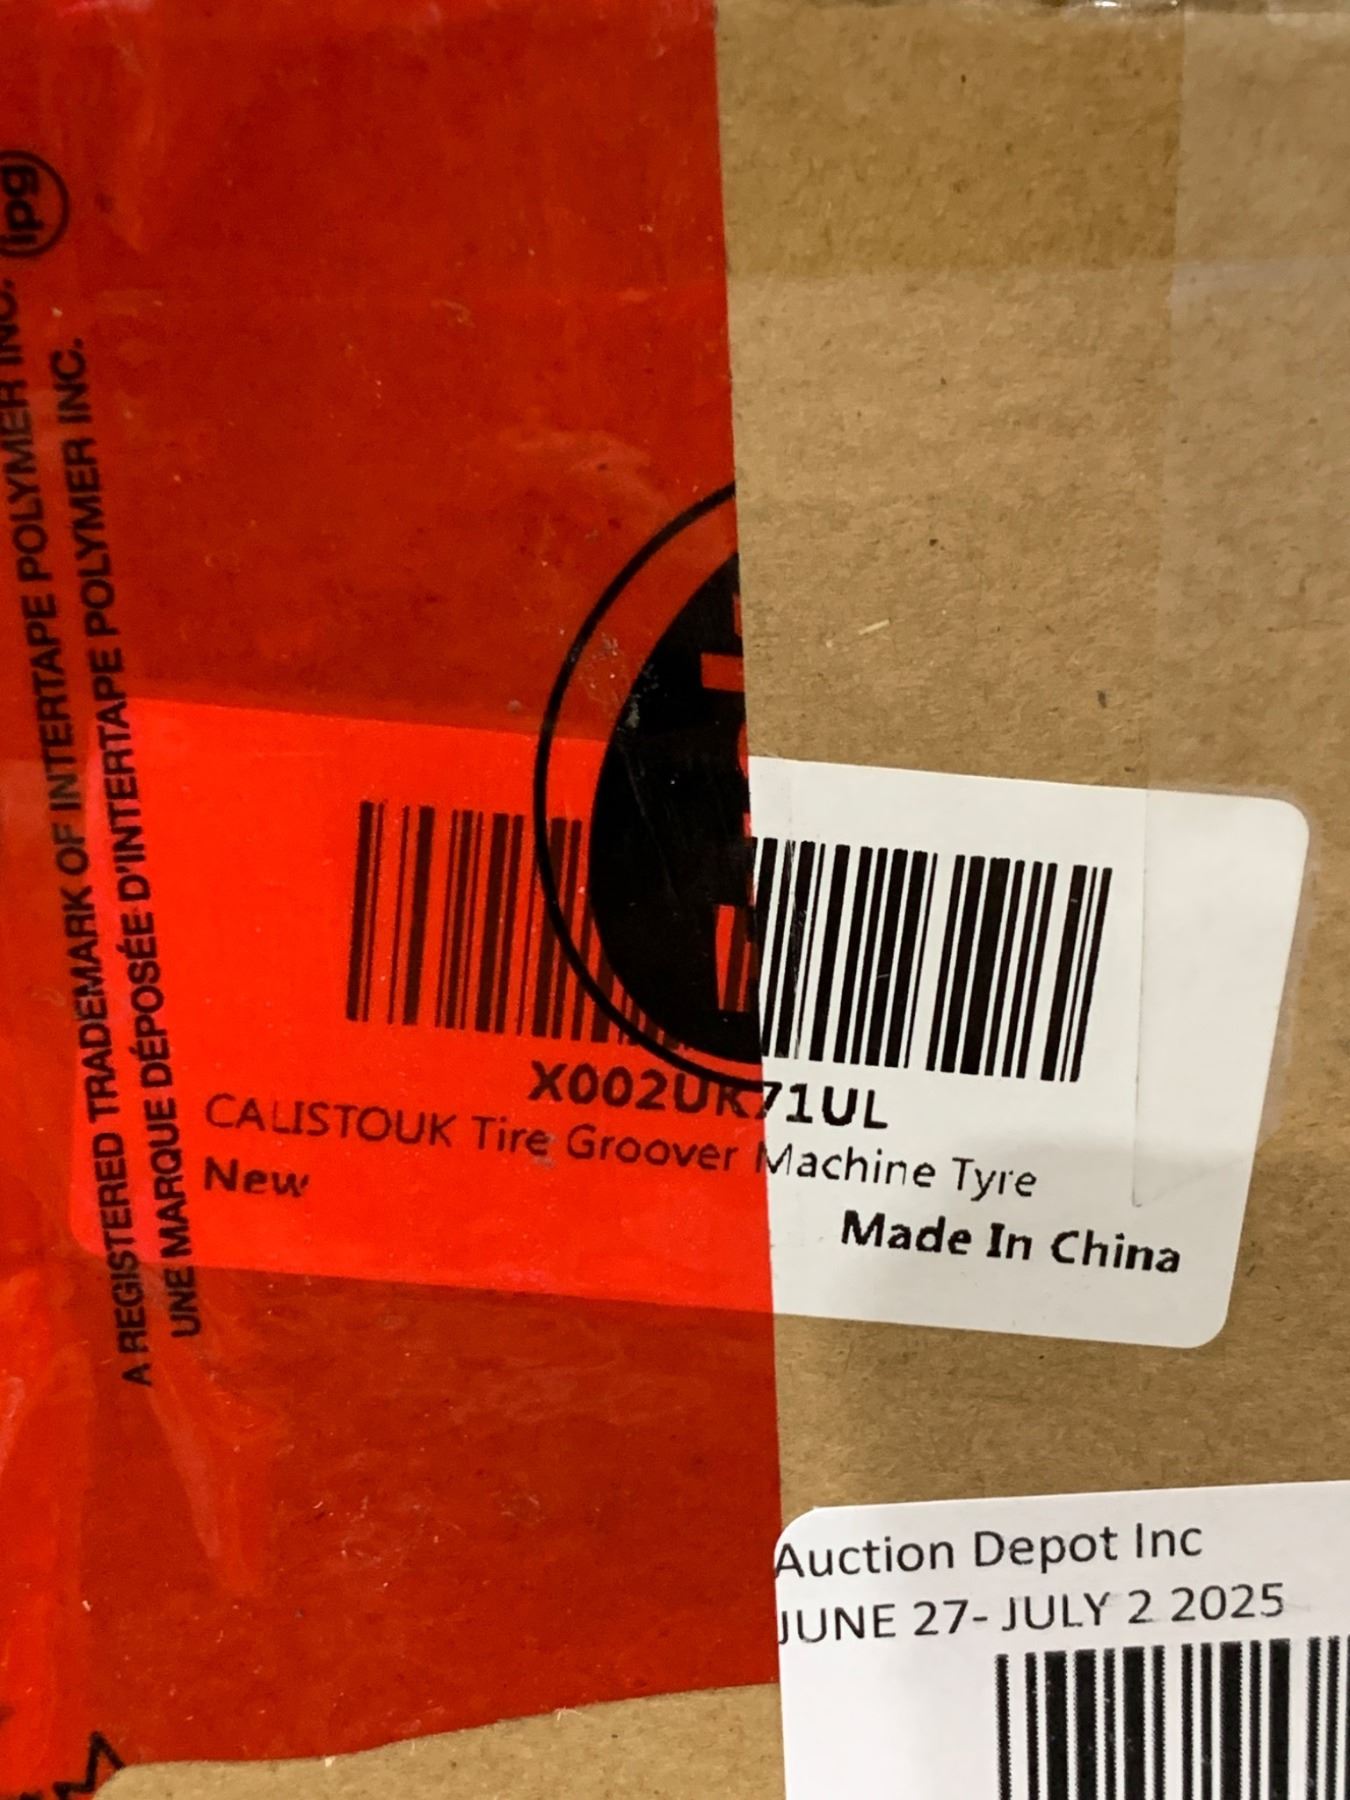 ipg
A REGISTERED TRADEMARK OF INTERTAPE POLYMER INC.
UNE MARQUE DÉPOSÉE D'INTERTAPE POLYMER INC.
X002UK71UL
CALISTOUK Tire Groover Machine Tyre
New
Made In China
Auction Depot Inc
JUNE 27- JULY 2 2025